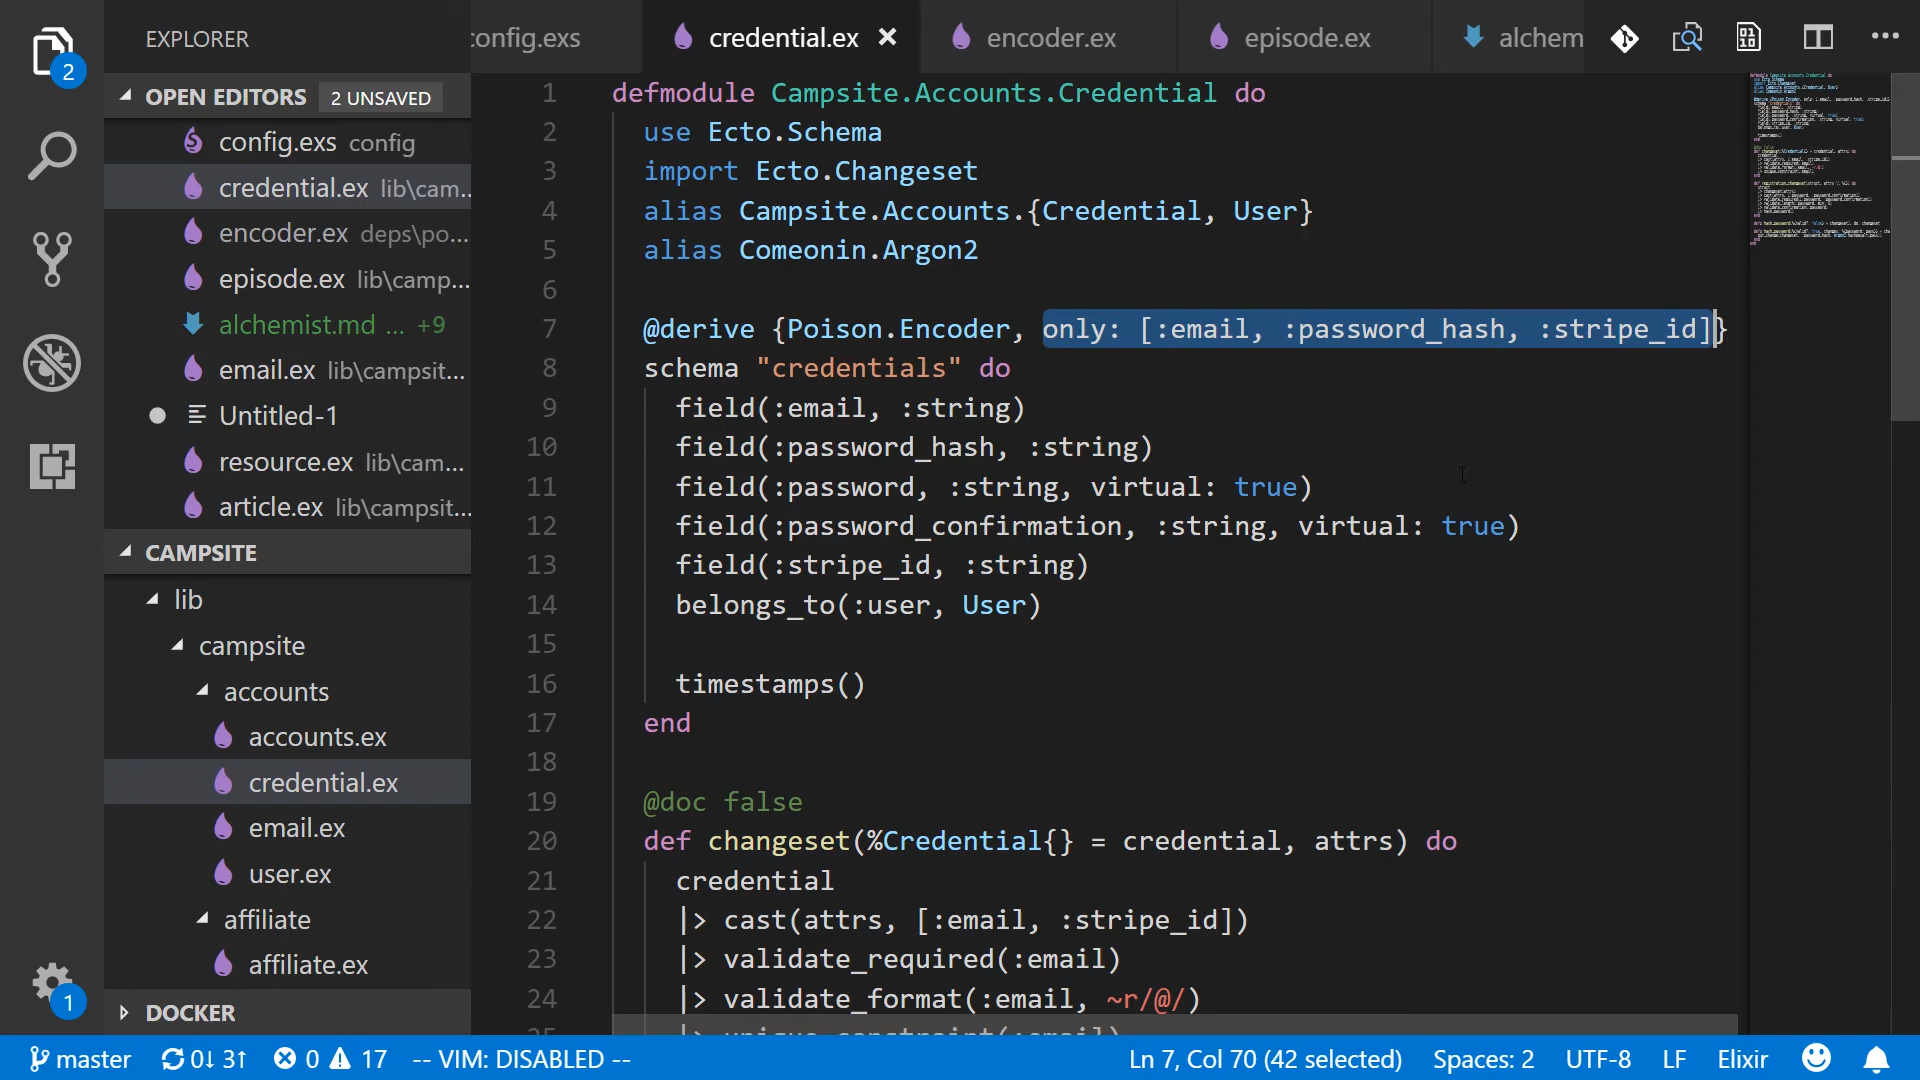 EXPLORER
config.exs
credential.ex
encoder.ex
episode.ex
alchem
2
OPEN EDITORS
2 UNSAVED
config.exs config
credential.ex lib\cam...
encoder.ex deps\po...
episode.ex lib\camp...
alchemist.md ... +9
email.ex lib\campsit...
Untitled-1
resource.ex lib\cam...
article.ex lib\campsit...
CAMPSITE
lib
campsite
accounts
accounts.ex
credential.ex
email.ex
user.ex
affiliate
affiliate.ex
DOCKER
1
1 defmodule Campsite.Accounts.Credential do
2 use Ecto.Schema
3 import Ecto.Changeset
4 alias Campsite.Accounts.{Credential, User}
5 alias Comeonin.Argon2
6
7 @derive {Poison.Encoder, only: [:email, :password_hash, :stripe_id]}
8 schema "credentials" do
9 field(:email, :string)
10 field(:password_hash, :string)
11 field(:password, :string, virtual: true)
12 field(:password_confirmation, :string, virtual: true)
13 field(:stripe_id, :string)
14 belongs_to(:user, User)
15
16 timestamps()
17 end
18
19 @doc false
20 def changeset(%Credential{} = credential, attrs) do
21 credential
22 |> cast(attrs, [:email, :stripe_id])
23 |> validate_required(:email)
24 |> validate_format(:email, ~r/@/)
25 |> unique_constraint(:email)
master 0↓ 3↑ 0 17 -- VIM: DISABLED --
Ln 7, Col 70 (42 selected) Spaces: 2 UTF-8 LF Elixir